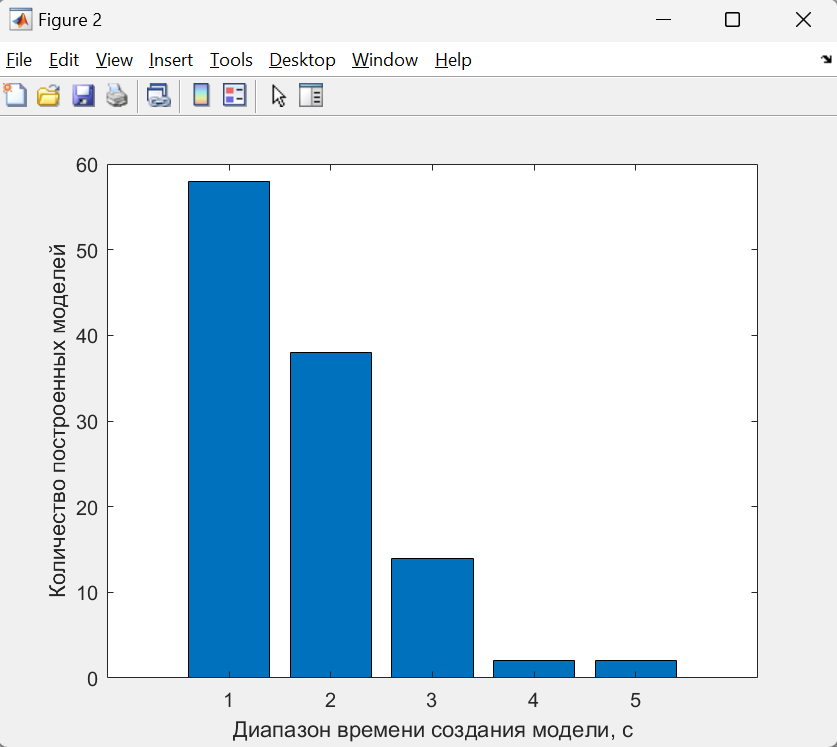 Figure 2
File Edit View Insert Tools Desktop Window Help
60
50
40
30
20
10
0
Количество построенных моделей
1 2 3 4 5
Диапазон времени создания модели, с